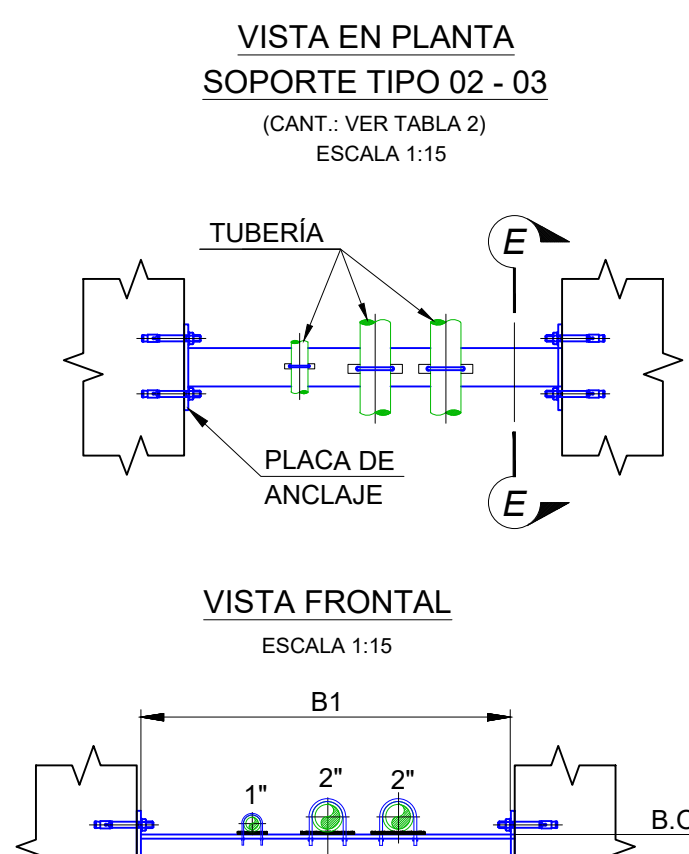 VISTA EN PLANTA
SOPORTE TIPO 02 - 03
(CANT.: VER TABLA 2)
ESCALA 1:15
TUBERÍA
E
PLACA DE
ANCLAJE
E
VISTA FRONTAL
ESCALA 1:15
B1
1" 2" 2"